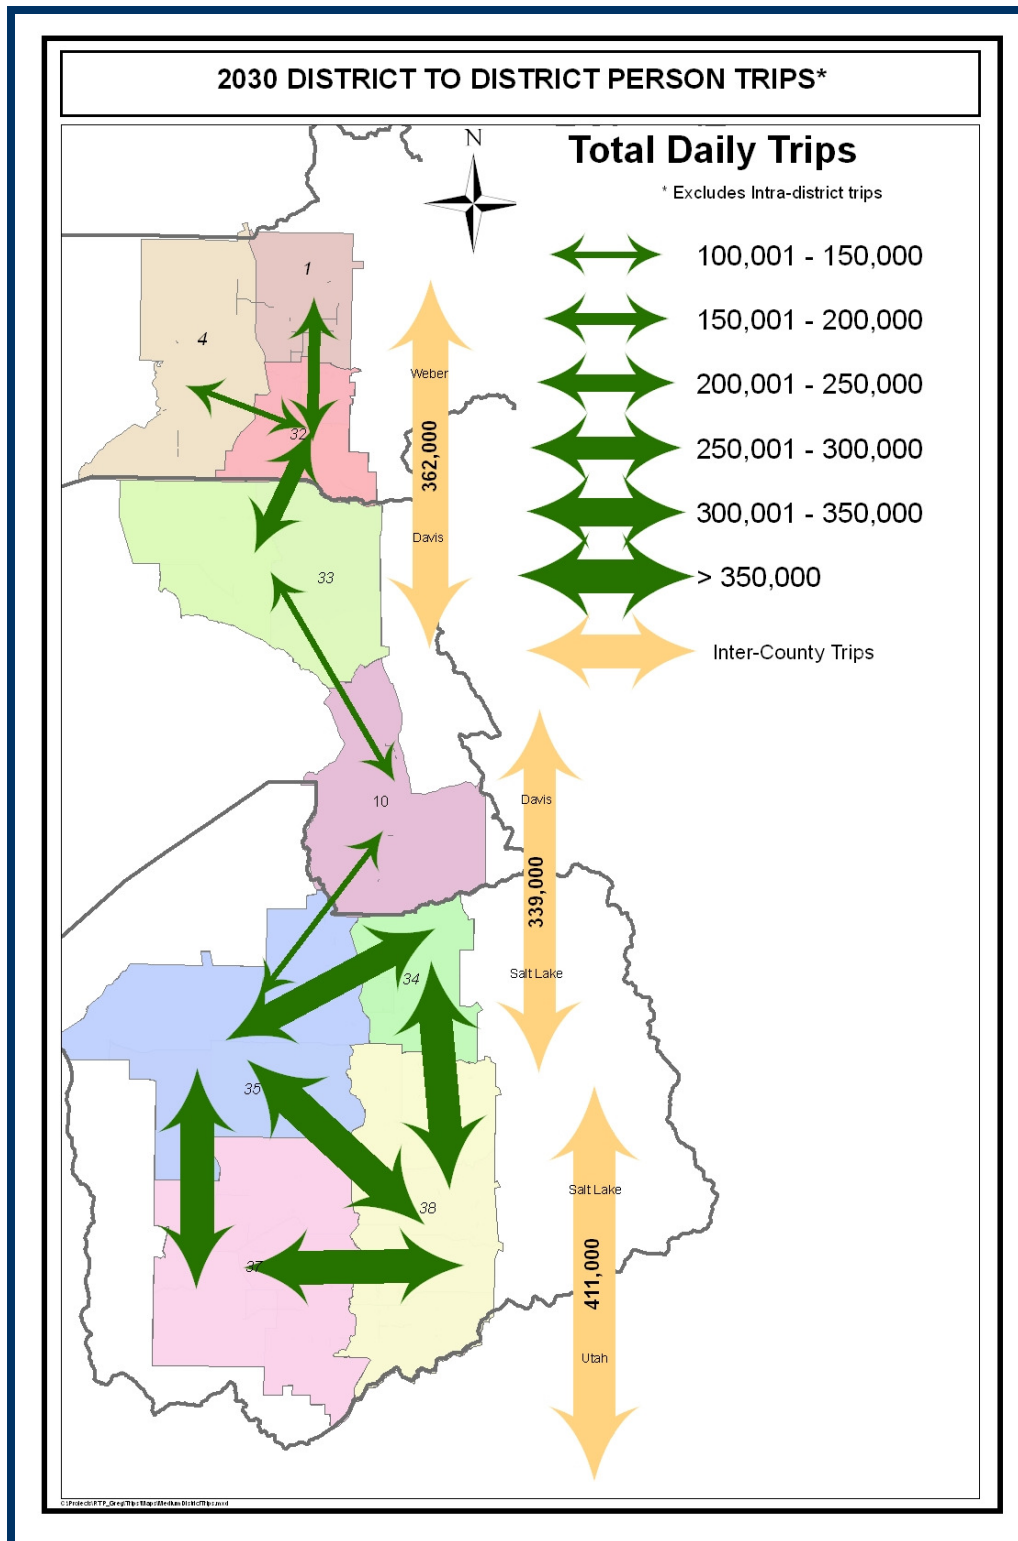 2030 DISTRICT TO DISTRICT PERSON TRIPS*
N
Total Daily Trips
* Excludes Intra-district trips
100,001 - 150,000
150,001 - 200,000
200,001 - 250,000
250,001 - 300,000
300,001 - 350,000
> 350,000
Inter-County Trips
1
4
32
33
10
34
35
38
37
Weber
362,000
Davis
Davis
339,000
Salt Lake
Salt Lake
411,000
Utah